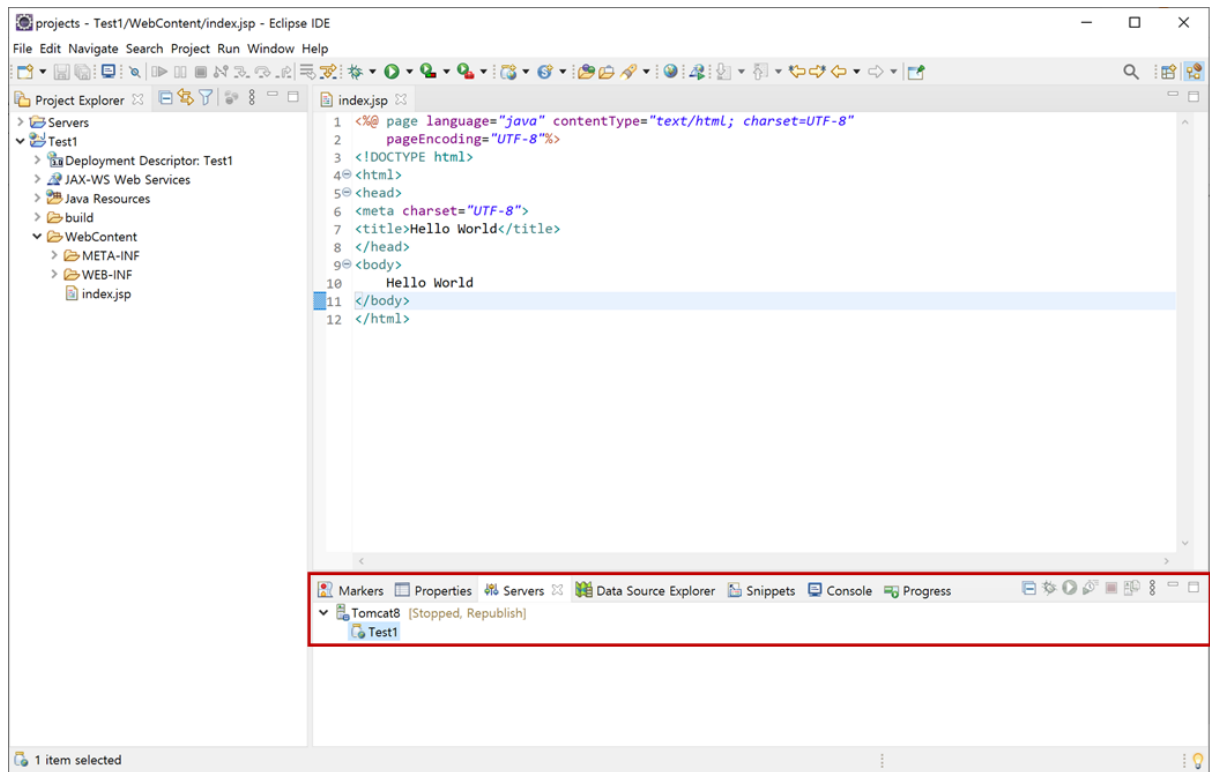 projects - Test1/WebContent/index.jsp - Eclipse IDE
File Edit Navigate Search Project Run Window Help
Project Explorer
Servers
Test1
Deployment Descriptor: Test1
JAX-WS Web Services
Java Resources
build
WebContent
META-INF
WEB-INF
index.jsp
index.jsp
1 <%@ page language="java" contentType="text/html; charset=UTF-8"
2 pageEncoding="UTF-8"%>
3 <!DOCTYPE html>
4 <html>
5 <head>
6 <meta charset="UTF-8">
7 <title>Hello World</title>
8 </head>
9 <body>
10 Hello World
11 </body>
12 </html>
Markers Properties Servers Data Source Explorer Snippets Console Progress
Tomcat8 [Stopped, Republish]
Test1
1 item selected